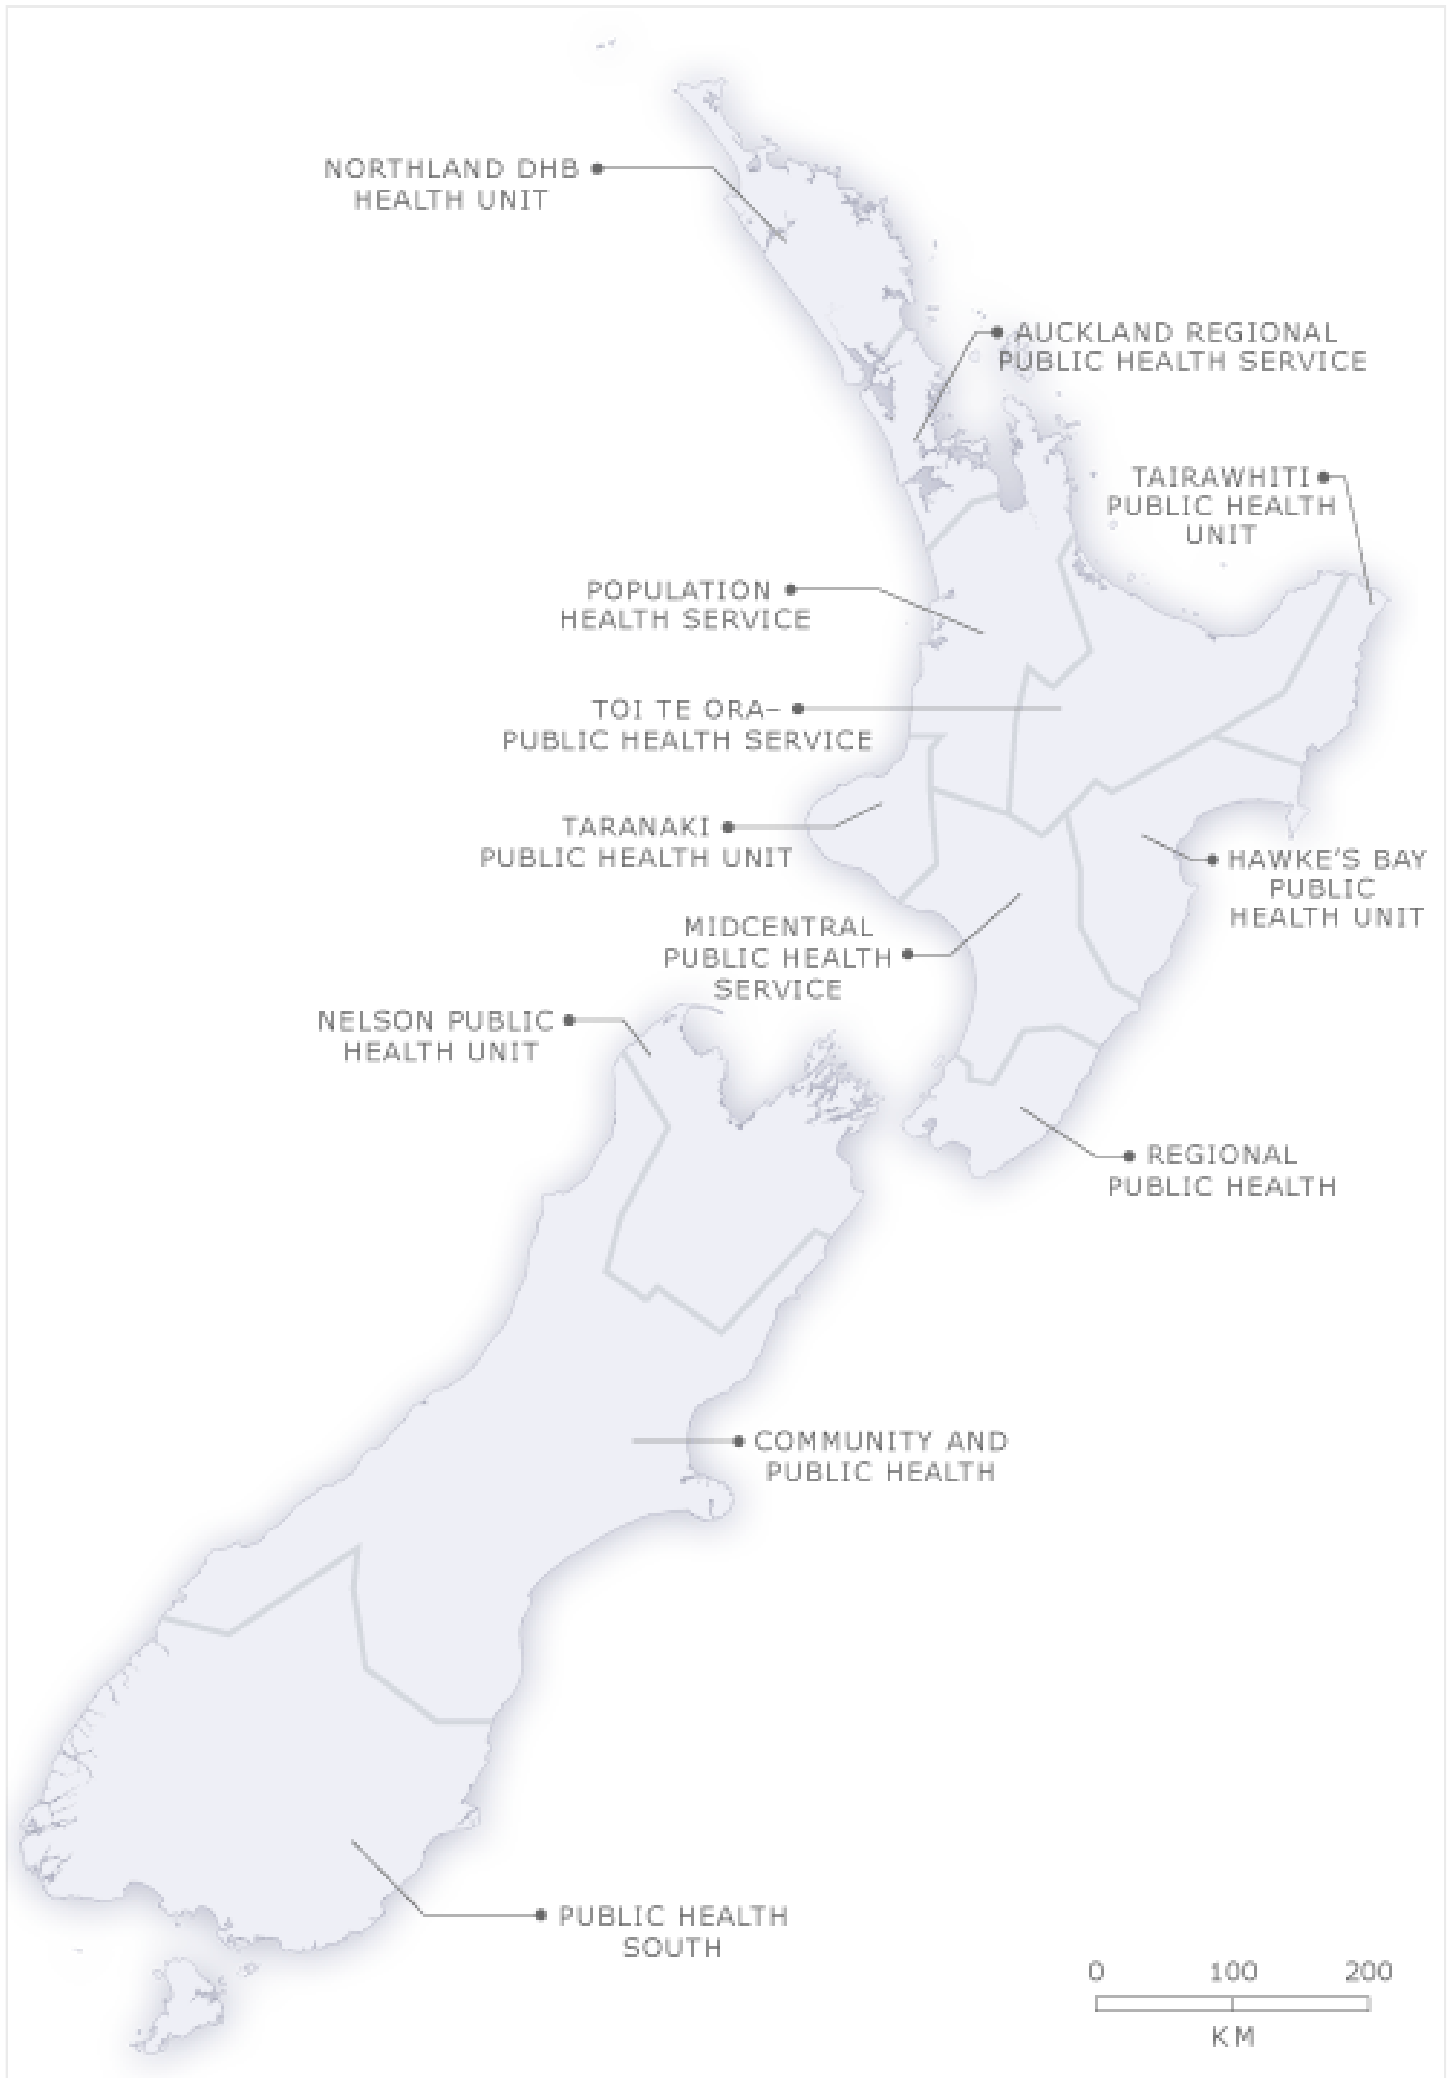 NORTHLAND DHB
HEALTH UNIT
AUCKLAND REGIONAL
PUBLIC HEALTH SERVICE
TAIRAWHITI
PUBLIC HEALTH
UNIT
POPULATION
HEALTH SERVICE
TOI TE ORA–
PUBLIC HEALTH SERVICE
TARANAKI
PUBLIC HEALTH UNIT
HAWKE'S BAY
PUBLIC
HEALTH UNIT
MIDCENTRAL
PUBLIC HEALTH
SERVICE
NELSON PUBLIC
HEALTH UNIT
REGIONAL
PUBLIC HEALTH
COMMUNITY AND
PUBLIC HEALTH
PUBLIC HEALTH
SOUTH
0 100 200
KM